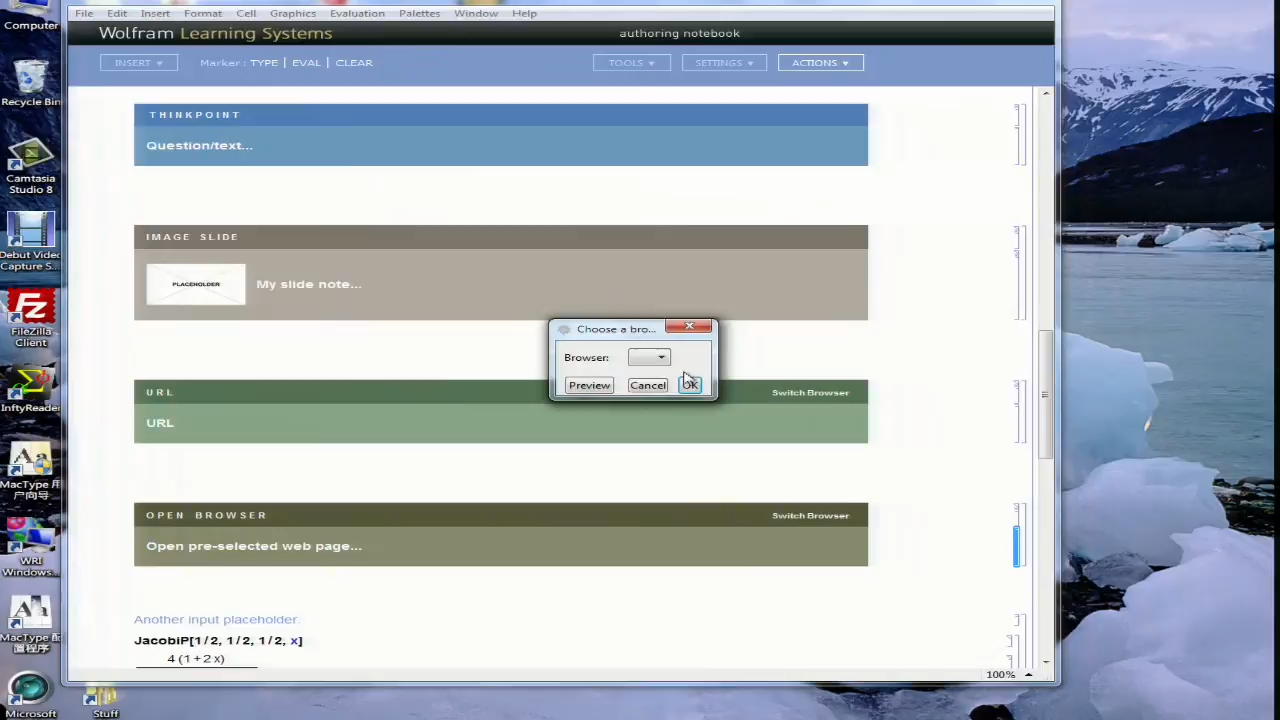 File Edit Insert Format Cell Graphics Evaluation Palettes Window Help
Computer
Wolfram Learning Systems
authoring notebook
INSERT
Marker : TYPE | EVAL | CLEAR
TOOLS
SETTINGS
ACTIONS
Recycle Bin
THINKPOINT
Question/text...
Camtasia
Studio 8
IMAGE SLIDE
PLACEHOLDER
My slide note...
Debut Video
Capture S...
Choose a bro...
Browser:
Preview
Cancel
OK
FileZilla
Client
URL
Switch Browser
URL
InftyReader
OPEN BROWSER
Switch Browser
Open pre-selected web page...
MacType 用
户向导
WRI
Windows...
Another input placeholder.
JacobiP[1/2, 1/2, 1/2, x]
4 (1+2 x)
MacType 配
置程序
100%
Microsoft
Stuff